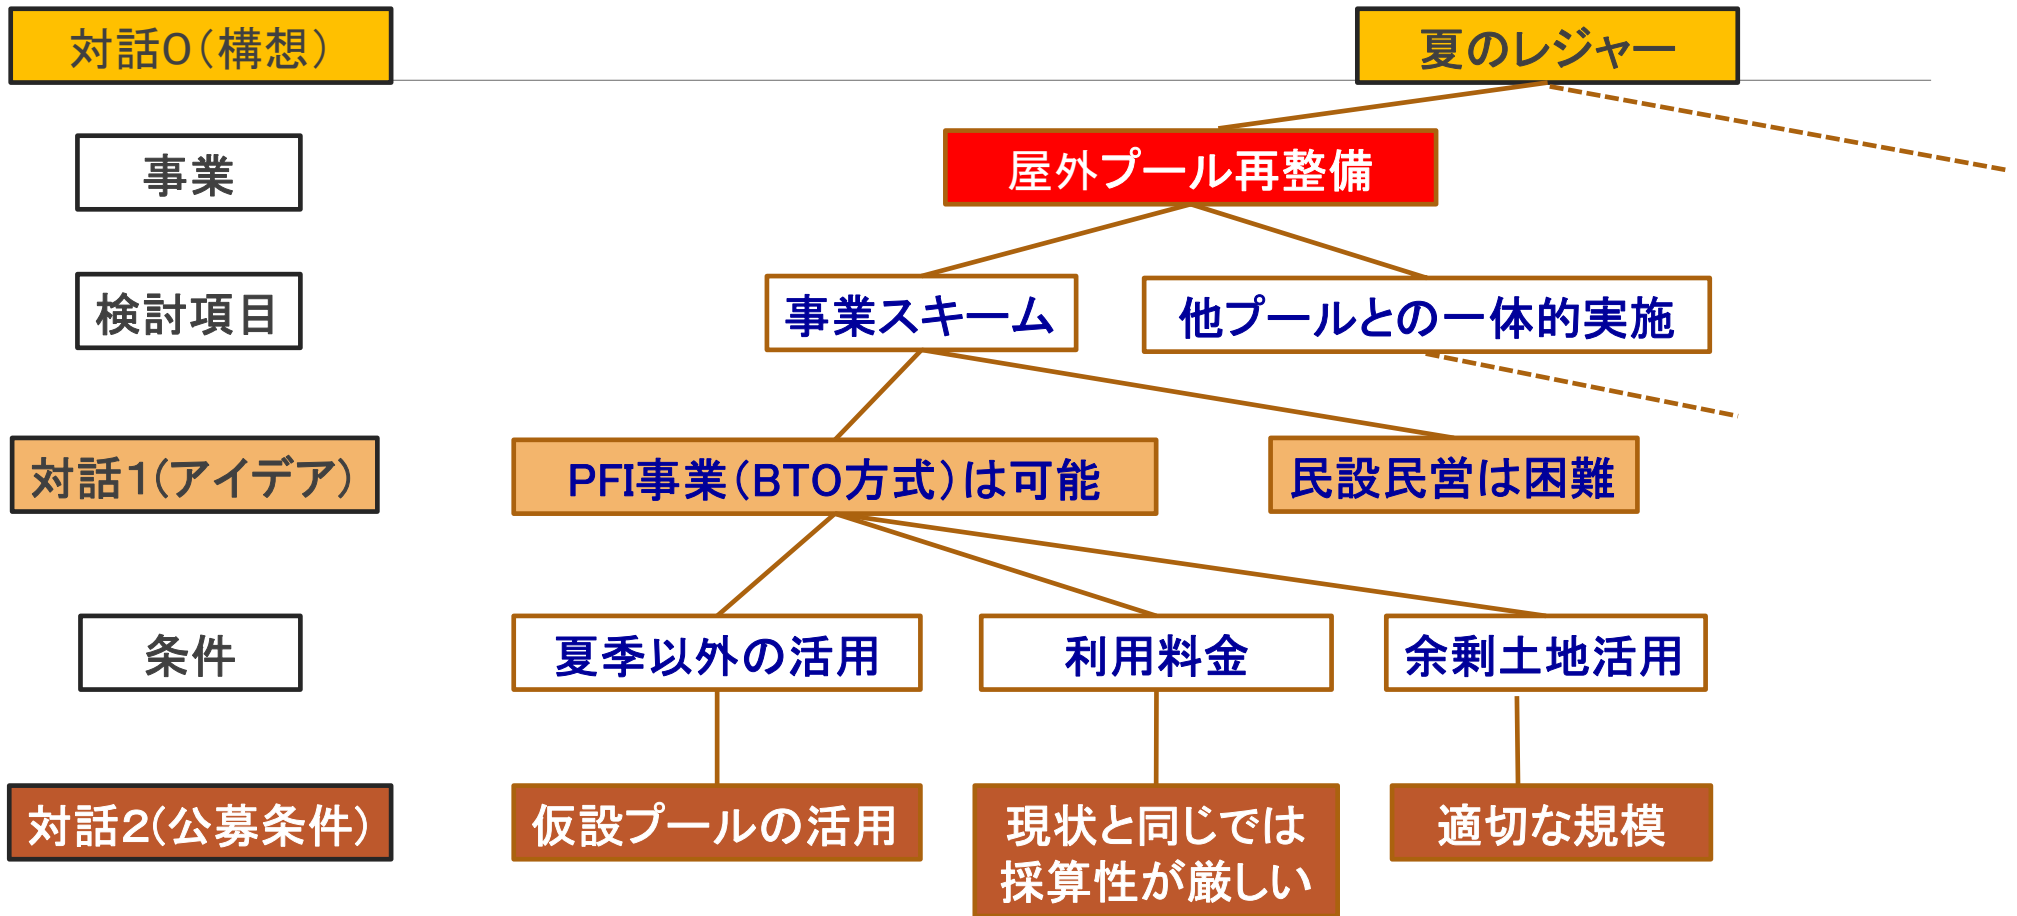 対話0(構想)
夏のレジャー
事業
屋外プール再整備
検討項目
事業スキーム
他プールとの一体的実施
対話1(アイデア)
PFI事業(BTO方式)は可能
民設民営は困難
条件
夏季以外の活用
利用料金
余剰土地活用
対話2(公募条件)
仮設プールの活用
現状と同じでは
採算性が厳しい
適切な規模